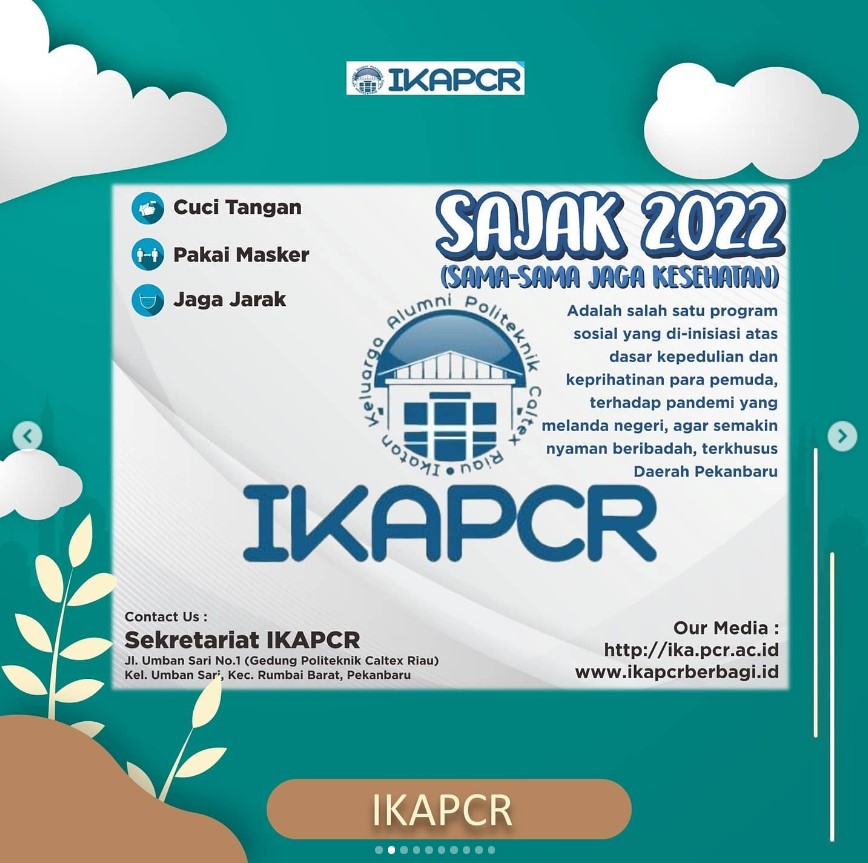 IKAPCR
Cuci Tangan
Pakai Masker
Jaga Jarak
SAJAK 2022
(SAMA-SAMA JAGA KESEHATAN)
Adalah salah satu program
sosial yang di-inisiasi atas
dasar kepedulian dan
keprihatinan para pemuda,
terhadap pandemi yang
melanda negeri, agar semakin
nyaman beribadah, terkhusus
Daerah Pekanbaru
Ikatan Keluarga Alumni Politeknik Caltex Riau
IKAPCR
Contact Us :
Sekretariat IKAPCR
Jl. Umban Sari No.1 (Gedung Politeknik Caltex Riau)
Kel. Umban Sari, Kec. Rumbai Barat, Pekanbaru
Our Media :
http://ika.pcr.ac.id
www.ikapcrberbagi.id
IKAPCR